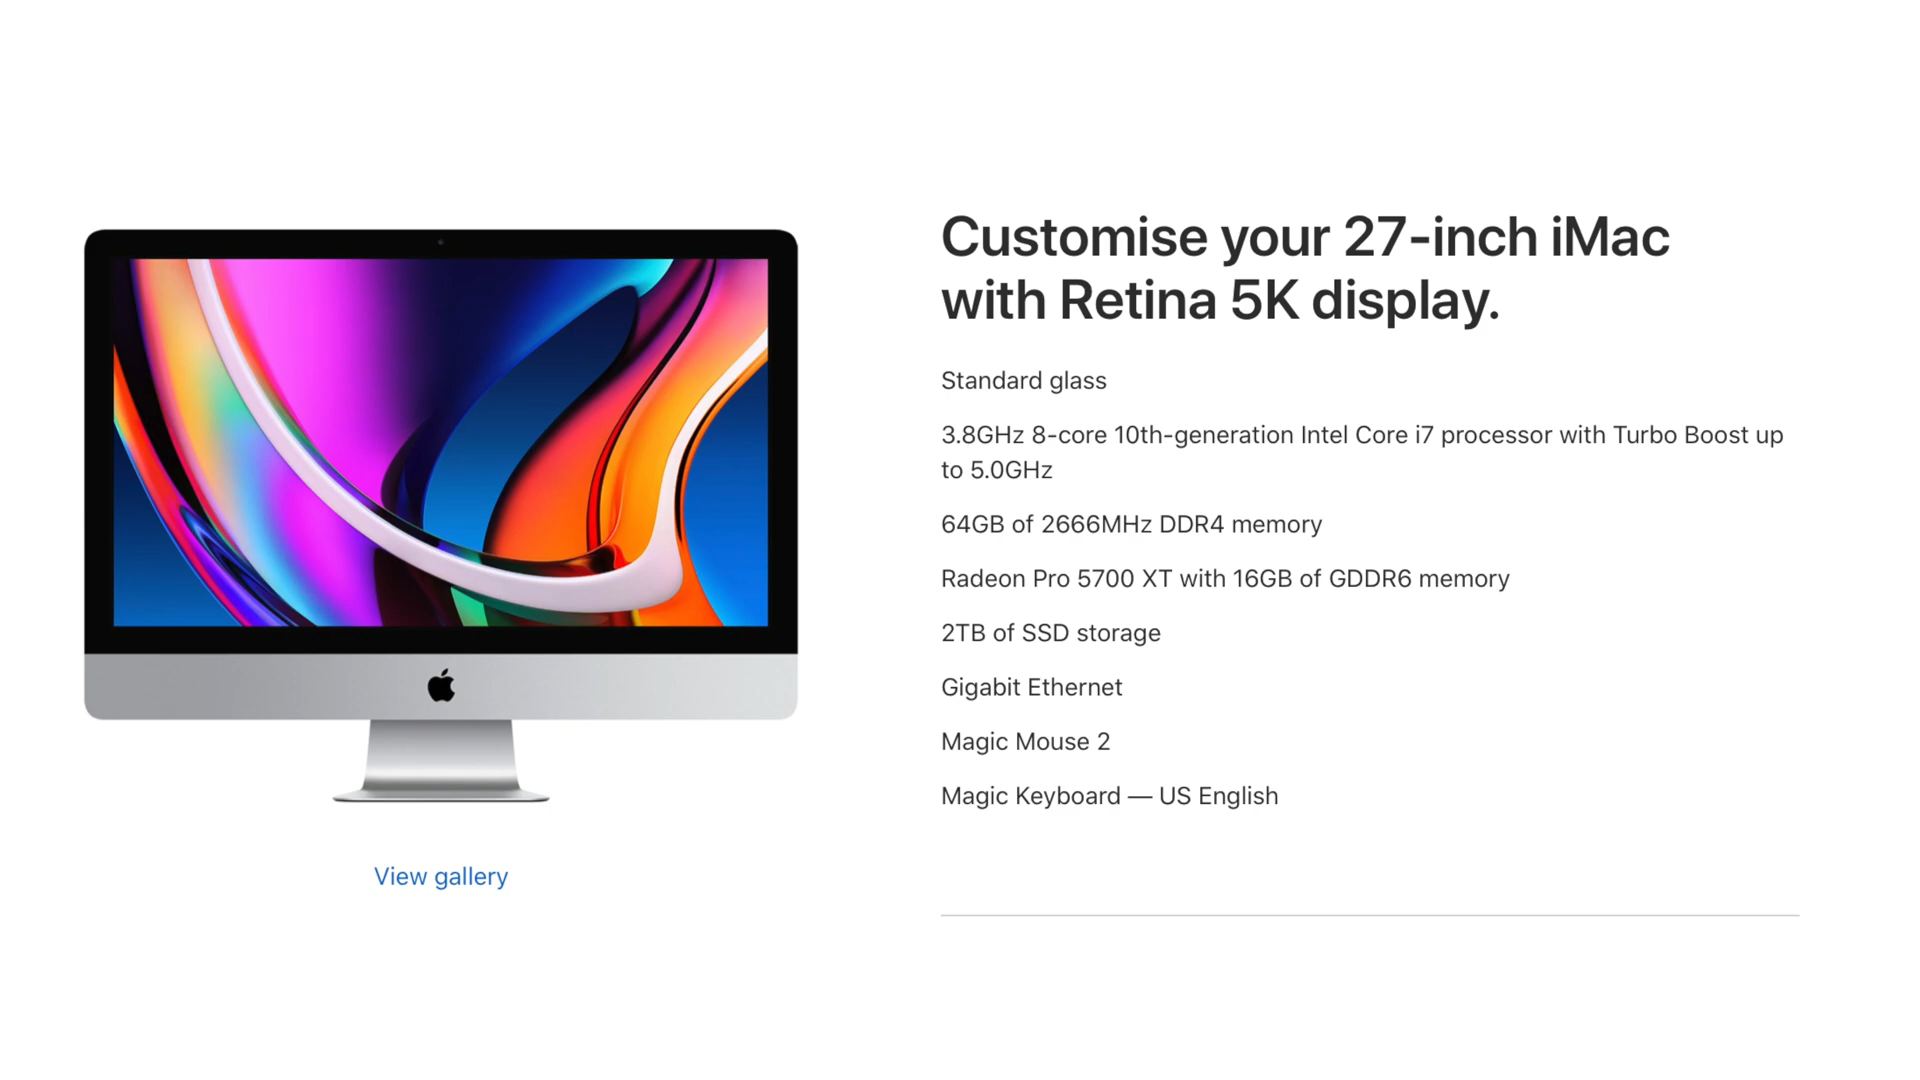 Customise your 27-inch iMac
with Retina 5K display.
Standard glass
3.8GHz 8-core 10th-generation Intel Core i7 processor with Turbo Boost up
to 5.0GHz
64GB of 2666MHz DDR4 memory
Radeon Pro 5700 XT with 16GB of GDDR6 memory
2TB of SSD storage
Gigabit Ethernet
Magic Mouse 2
Magic Keyboard — US English
View gallery